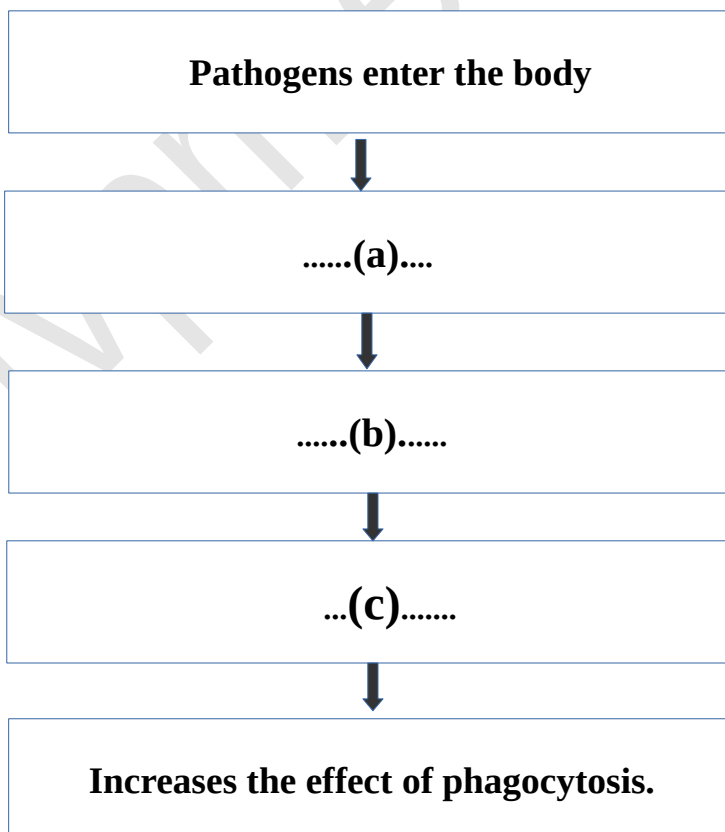 Pathogens enter the body
......(a)....
......(b)......
...(c).......
Increases the effect of phagocytosis.